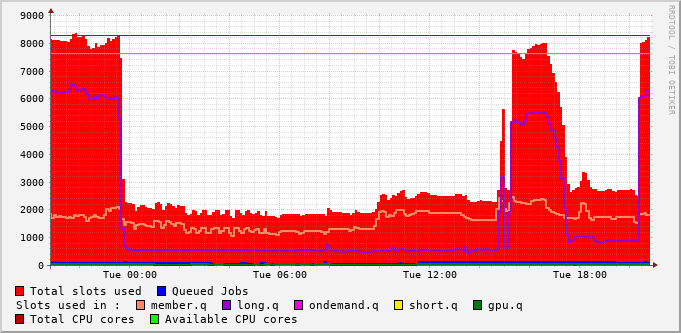 9000
8000
7000
6000
5000
4000
3000
2000
1000
0
Tue 00:00 Tue 06:00 Tue 12:00 Tue 18:00
RRDTOOL / TOBI OETIKER
Total slots used Queued Jobs
Slots used in : member.q long.q ondemand.q short.q gpu.q
Total CPU cores Available CPU cores